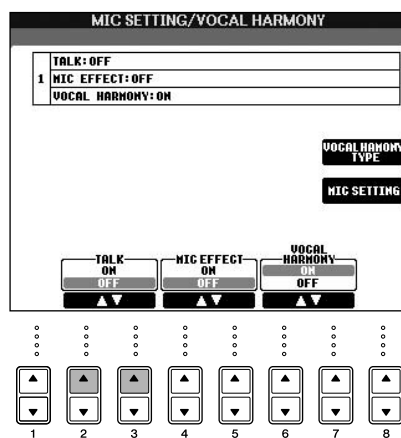 MIC SETTING/VOCAL HARMONY
TALK:OFF
1 MIC EFFECT:OFF
VOCAL HARMONY:ON
VOCAL HAMONY
TYPE
MIC SETTING
TALK
ON
OFF
MIC EFFECT
ON
OFF
VOCAL
HARMONY
ON
OFF
1 2 3 4 5 6 7 8